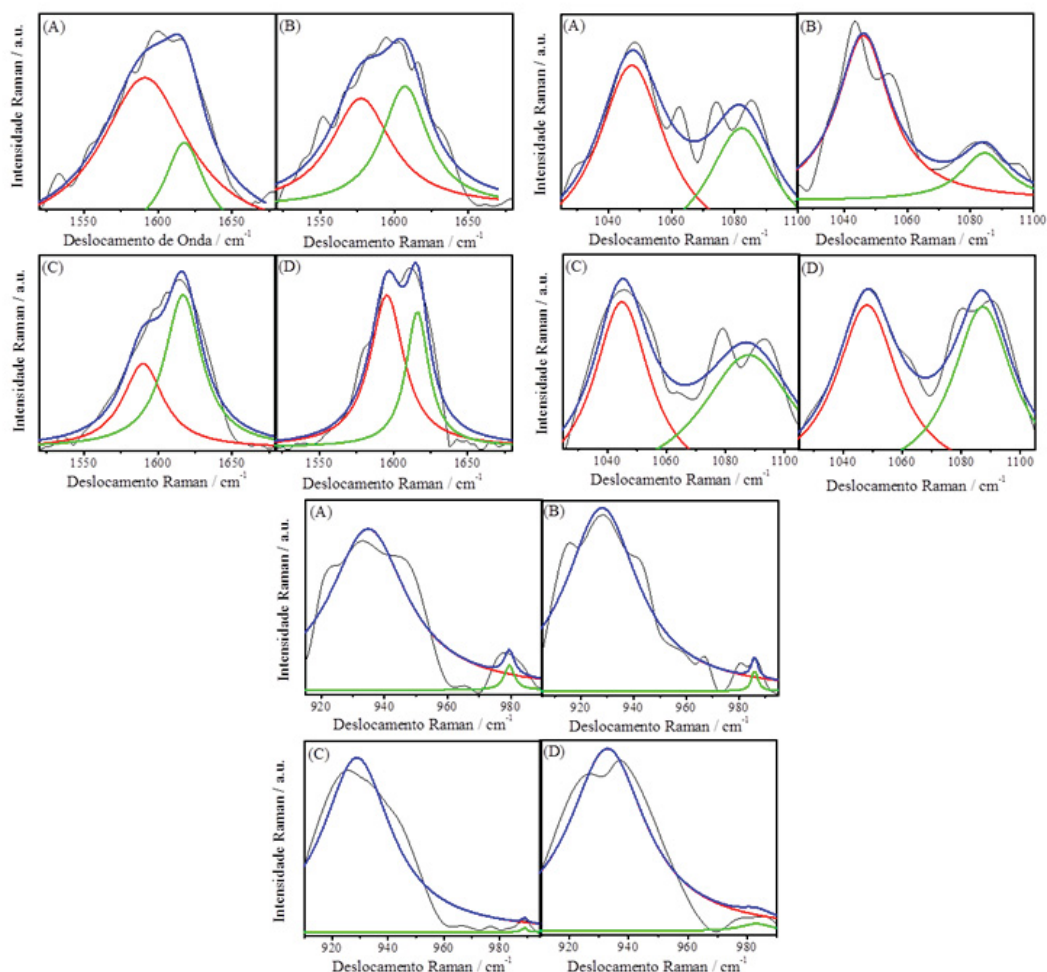 (A)
(B)
Intensidade Raman / a.u.
1550 1600 1650
1550 1600 1650
Deslocamento de Onda / cm-1
Deslocamento Raman / cm-1
(C)
(D)
Intensidade Raman / a.u.
1550 1600 1650
1550 1600 1650
Deslocamento Raman / cm-1
Deslocamento Raman / cm-1
(A)
(B)
Intensidade Raman / a.u.
1040 1060 1080 1100
1040 1060 1080 1100
Deslocamento Raman / cm-1
Deslocamento Raman / cm-1
(C)
(D)
Intensidade Raman / a.u.
1040 1060 1080 1100
1040 1060 1080 1100
Deslocamento Raman / cm-1
Deslocamento Raman / cm-1
(A)
(B)
Intensidade Raman / a.u.
920 940 960 980
920 940 960 980
Deslocamento Raman / cm-1
Deslocamento Raman / cm-1
(C)
(D)
Intensidade Raman / a.u.
920 940 960 980
920 940 960 980
Deslocamento Raman / cm-1
Deslocamento Raman / cm-1